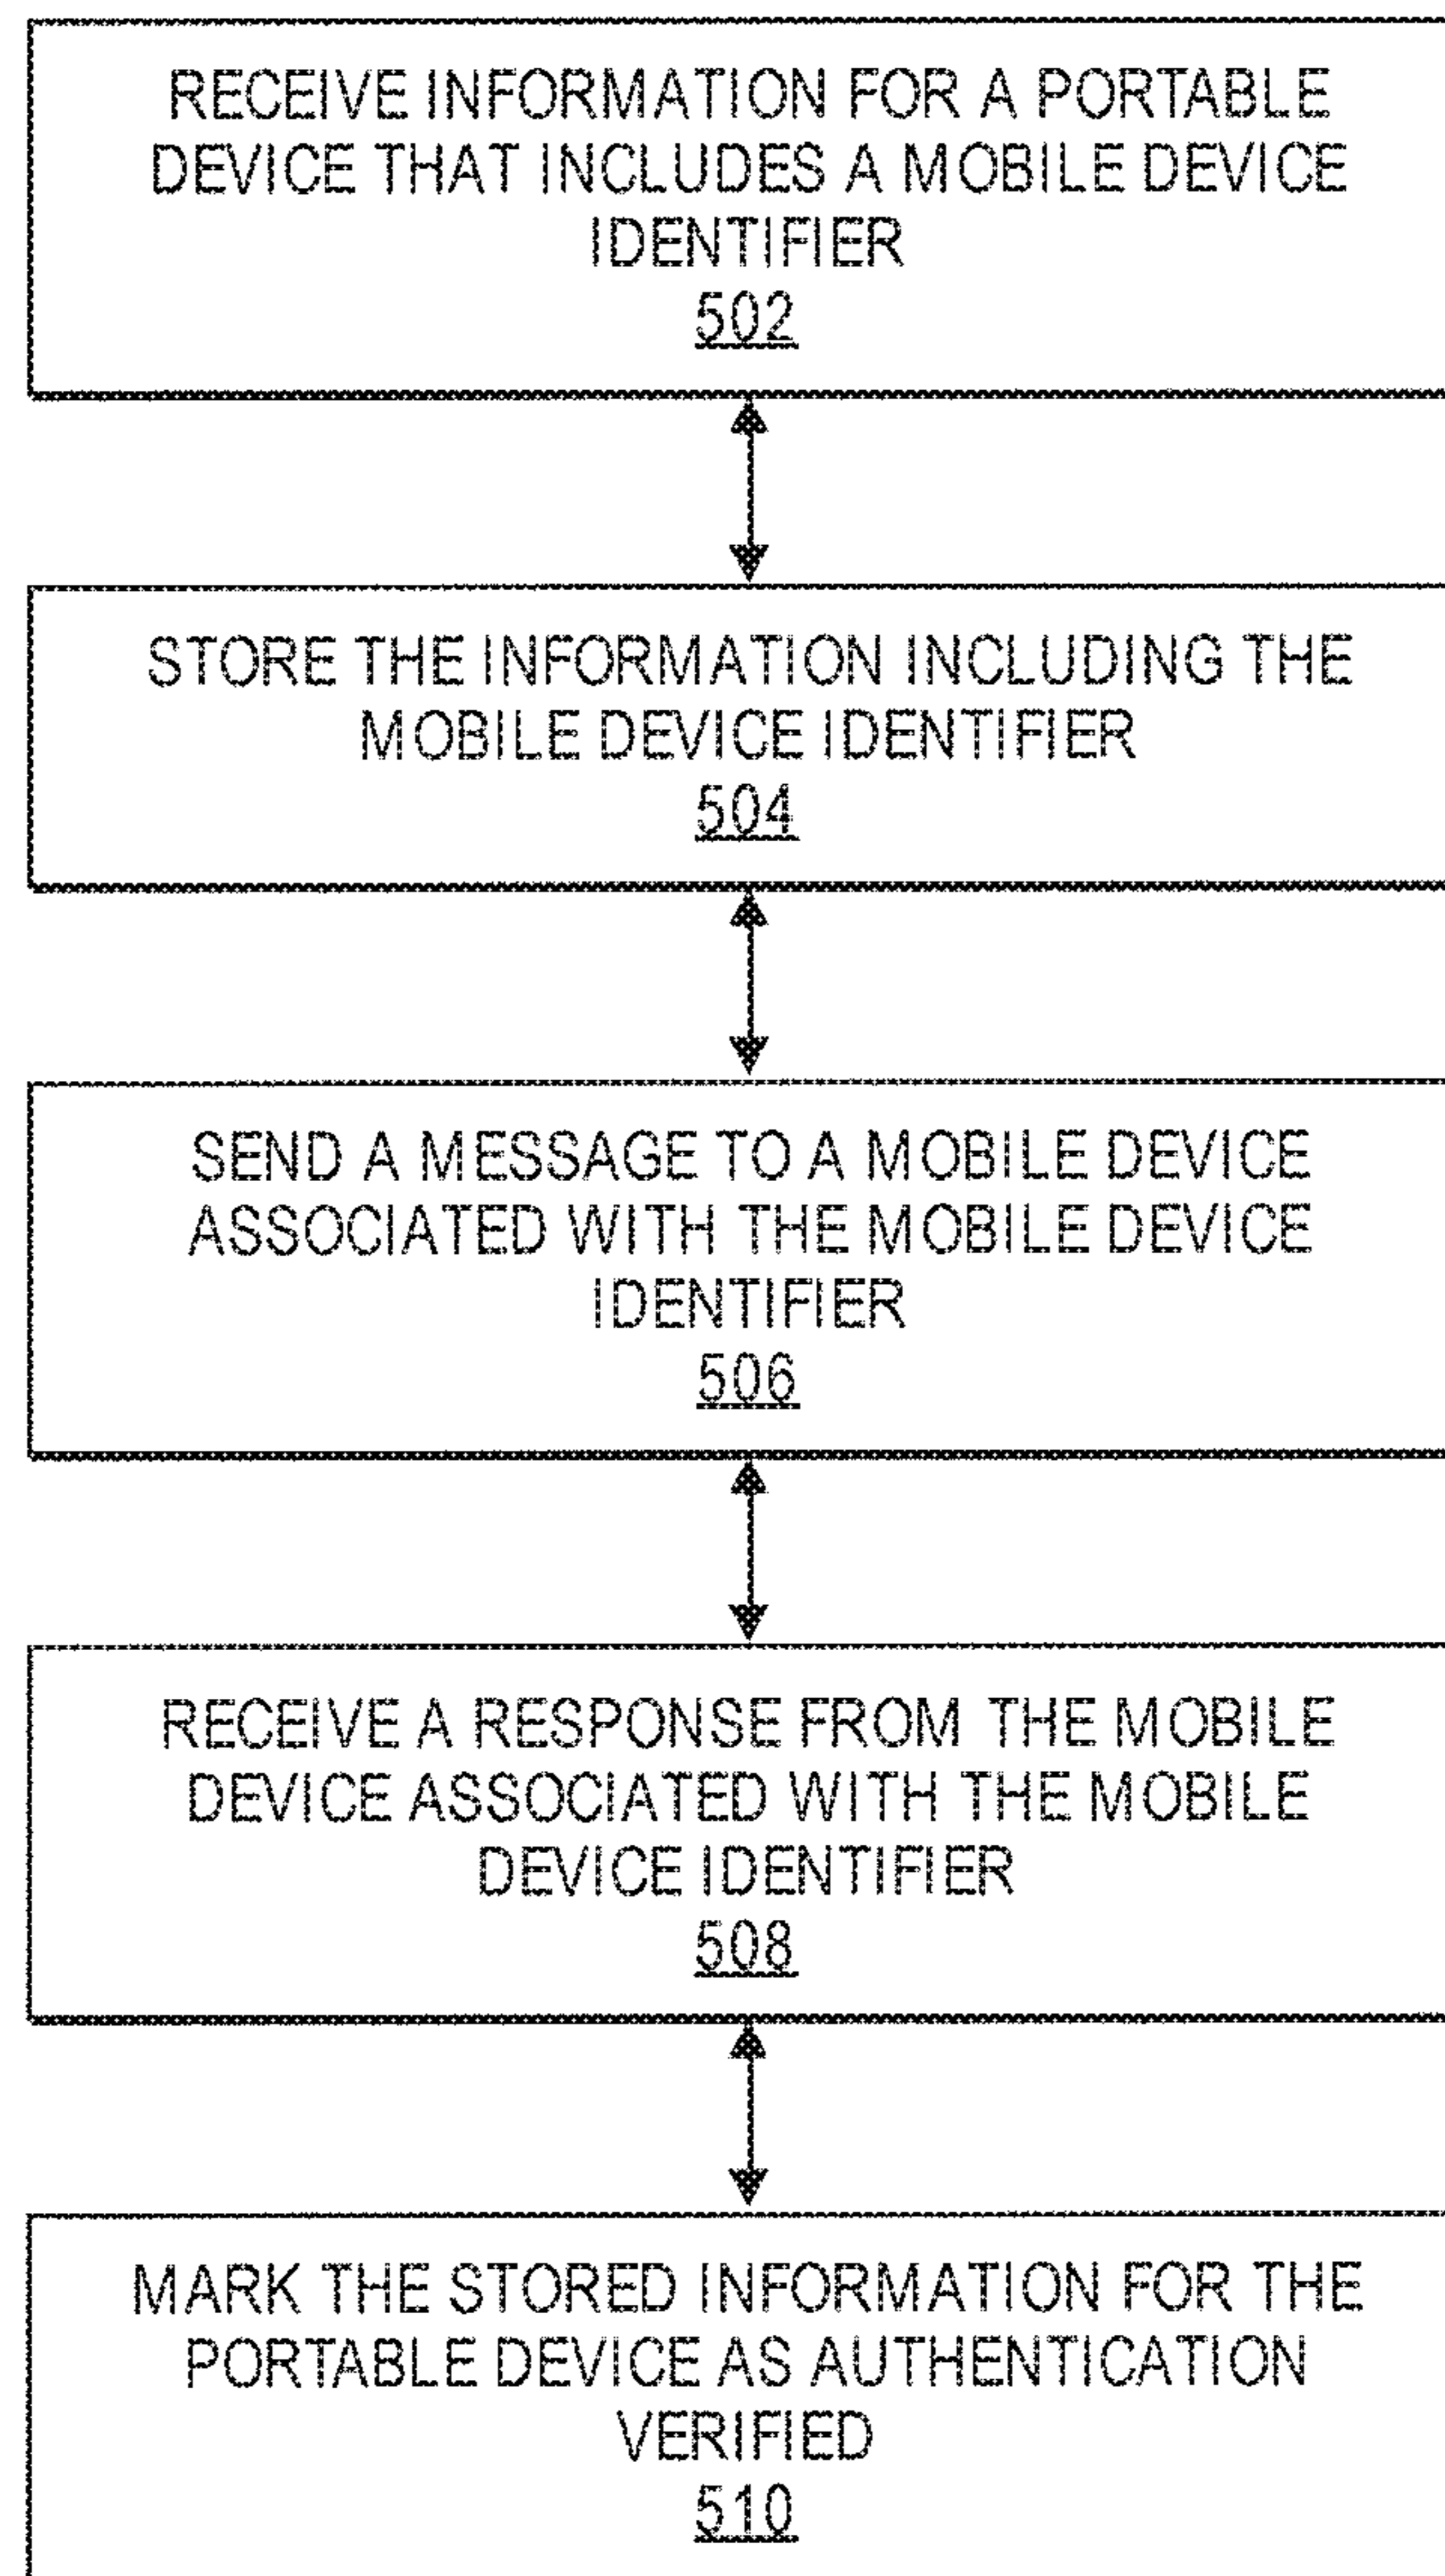 RECEIVE INFORMATION FOR A PORTABLE
DEVICE THAT INCLUDES A MOBILE DEVICE
IDENTIFIER
502
STORE THE INFORMATION INCLUDING THE
MOBILE DEVICE IDENTIFIER
504
SEND A MESSAGE TO A MOBILE DEVICE
ASSOCIATED WITH THE MOBILE DEVICE
IDENTIFIER
506
RECEIVE A RESPONSE FROM THE MOBILE
DEVICE ASSOCIATED WITH THE MOBILE
DEVICE IDENTIFIER
508
MARK THE STORED INFORMATION FOR THE
PORTABLE DEVICE AS AUTHENTICATION
VERIFIED
510